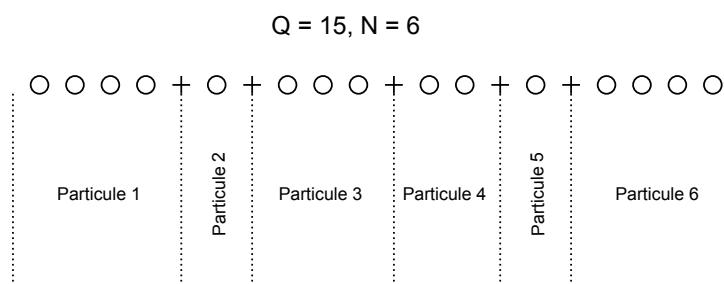 Q = 15, N = 6
Particule 1
Particule 2
Particule 3
Particule 4
Particule 5
Particule 6